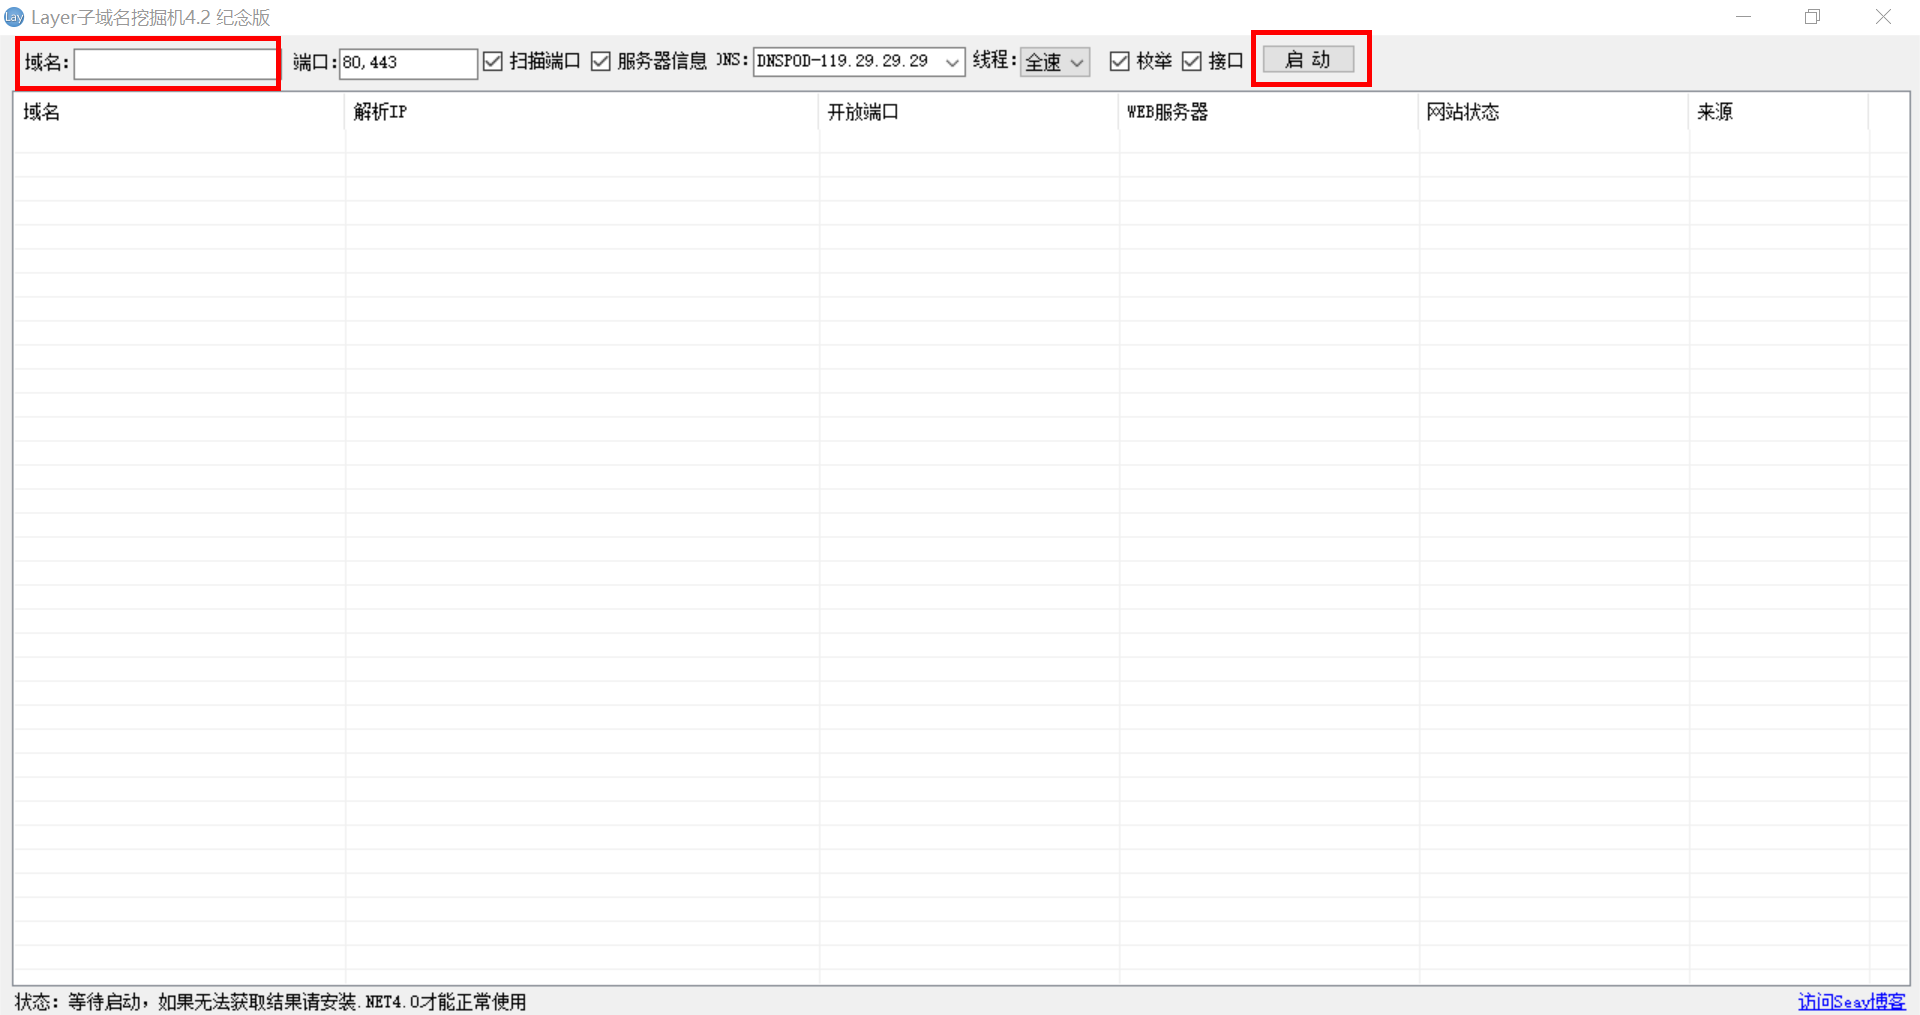 Lay Layer子域名挖掘机4.2 纪念版
域名: 端口: 80,443 扫描端口 服务器信息 DNS: DNSPOD-119.29.29.29 线程: 全速 枚举 接口 启 动
域名 解析IP 开放端口 WEB服务器 网站状态 来源
状态: 等待启动，如果无法获取结果请安装.NET4.0才能正常使用 访问Seay博客